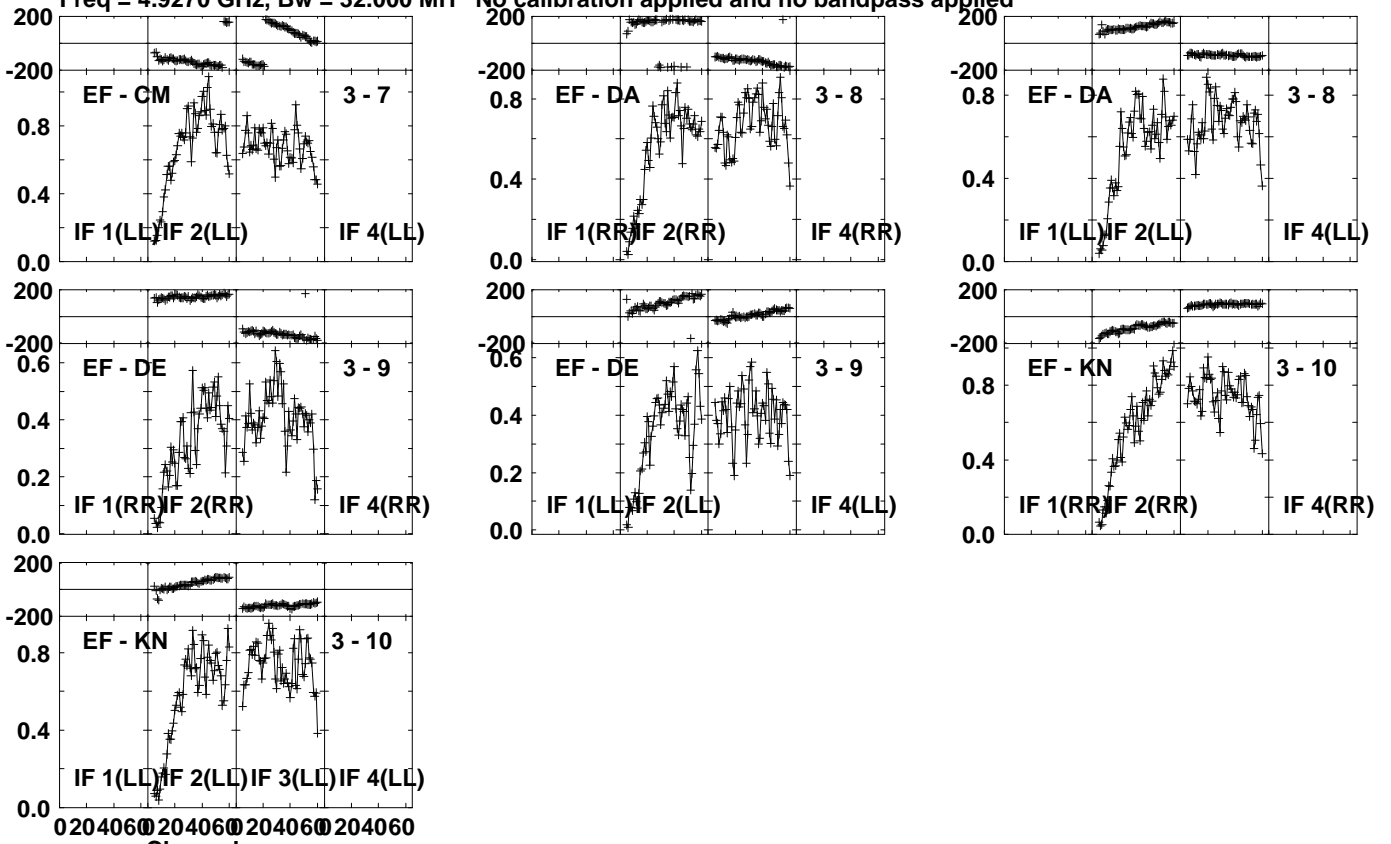 Freq = 4.9270 GHz, Bw = 32.000 MH No calibration applied and no bandpass applied
200
-200
EF - CM 3 - 7
0.8
0.4
0.0
IF 1(LL) IF 2(LL) IF 4(LL)
200
-200
EF - DA 3 - 8
0.8
0.4
0.0
IF 1(RR) IF 2(RR) IF 4(RR)
200
-200
EF - DA 3 - 8
0.8
0.4
0.0
IF 1(LL) IF 2(LL) IF 4(LL)
200
-200
EF - DE 3 - 9
0.6
0.4
0.2
0.0
IF 1(RR) IF 2(RR) IF 4(RR)
200
-200
EF - DE 3 - 9
0.6
0.4
0.2
0.0
IF 1(LL) IF 2(LL) IF 4(LL)
200
-200
EF - KN 3 - 10
0.8
0.4
0.0
IF 1(RR) IF 2(RR) IF 4(RR)
200
-200
EF - KN 3 - 10
0.8
0.4
0.0
IF 1(LL) IF 2(LL) IF 3(LL) IF 4(LL)
0 20 40 60 0 20 40 60 0 20 40 60 0 20 40 60